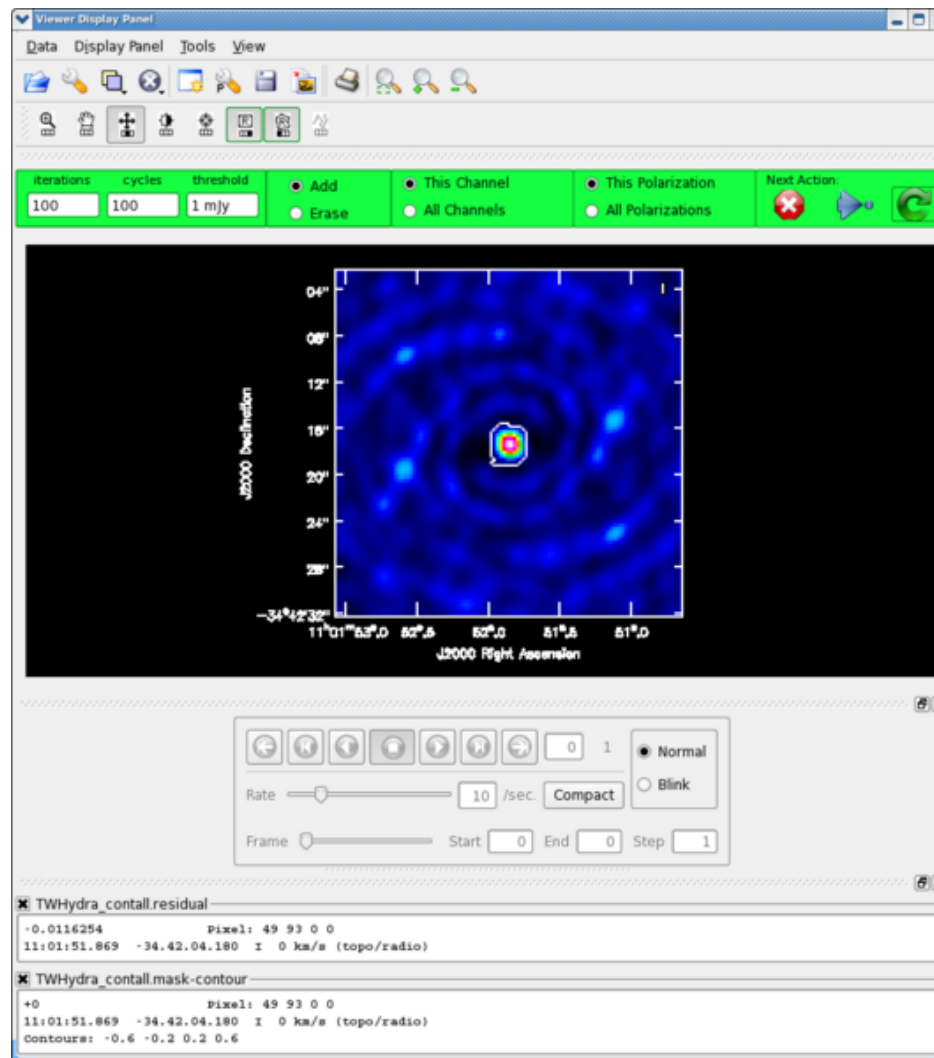 Viewer Display Panel
Data Display Panel Tools View
iterations cycles threshold
100 100 1 mJy
Add
Erase
This Channel
All Channels
This Polarization
All Polarizations
Next Action:
I
04"
08"
12"
16"
20"
24"
28"
-34°42'32"
J2000 Declination
11ʰ01ᵐ53ˢ.0 52ˢ.5 52ˢ.0 51ˢ.5 51ˢ.0
J2000 Right Ascension
0 1
Normal
Blink
Rate 10 /sec. Compact
Frame Start 0 End 0 Step 1
TWHydra_contall.residual
-0.0116254 Pixel: 49 93 0 0
11:01:51.869 -34.42.04.180 I 0 km/s (topo/radio)
TWHydra_contall.mask-contour
+0 Pixel: 49 93 0 0
11:01:51.869 -34.42.04.180 I 0 km/s (topo/radio)
Contours: -0.6 -0.2 0.2 0.6